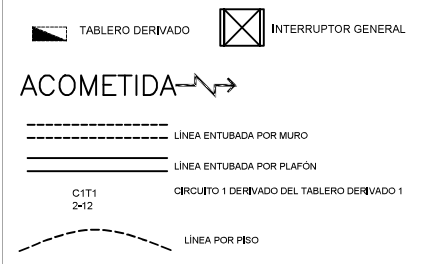 TABLERO DERIVADO
INTERRUPTOR GENERAL
ACOMETIDA
LÍNEA ENTUBADA POR MURO
LÍNEA ENTUBADA POR PLAFÓN
C1T1
2-12
CIRCUITO 1 DERIVADO DEL TABLERO DERIVADO 1
LÍNEA POR PISO